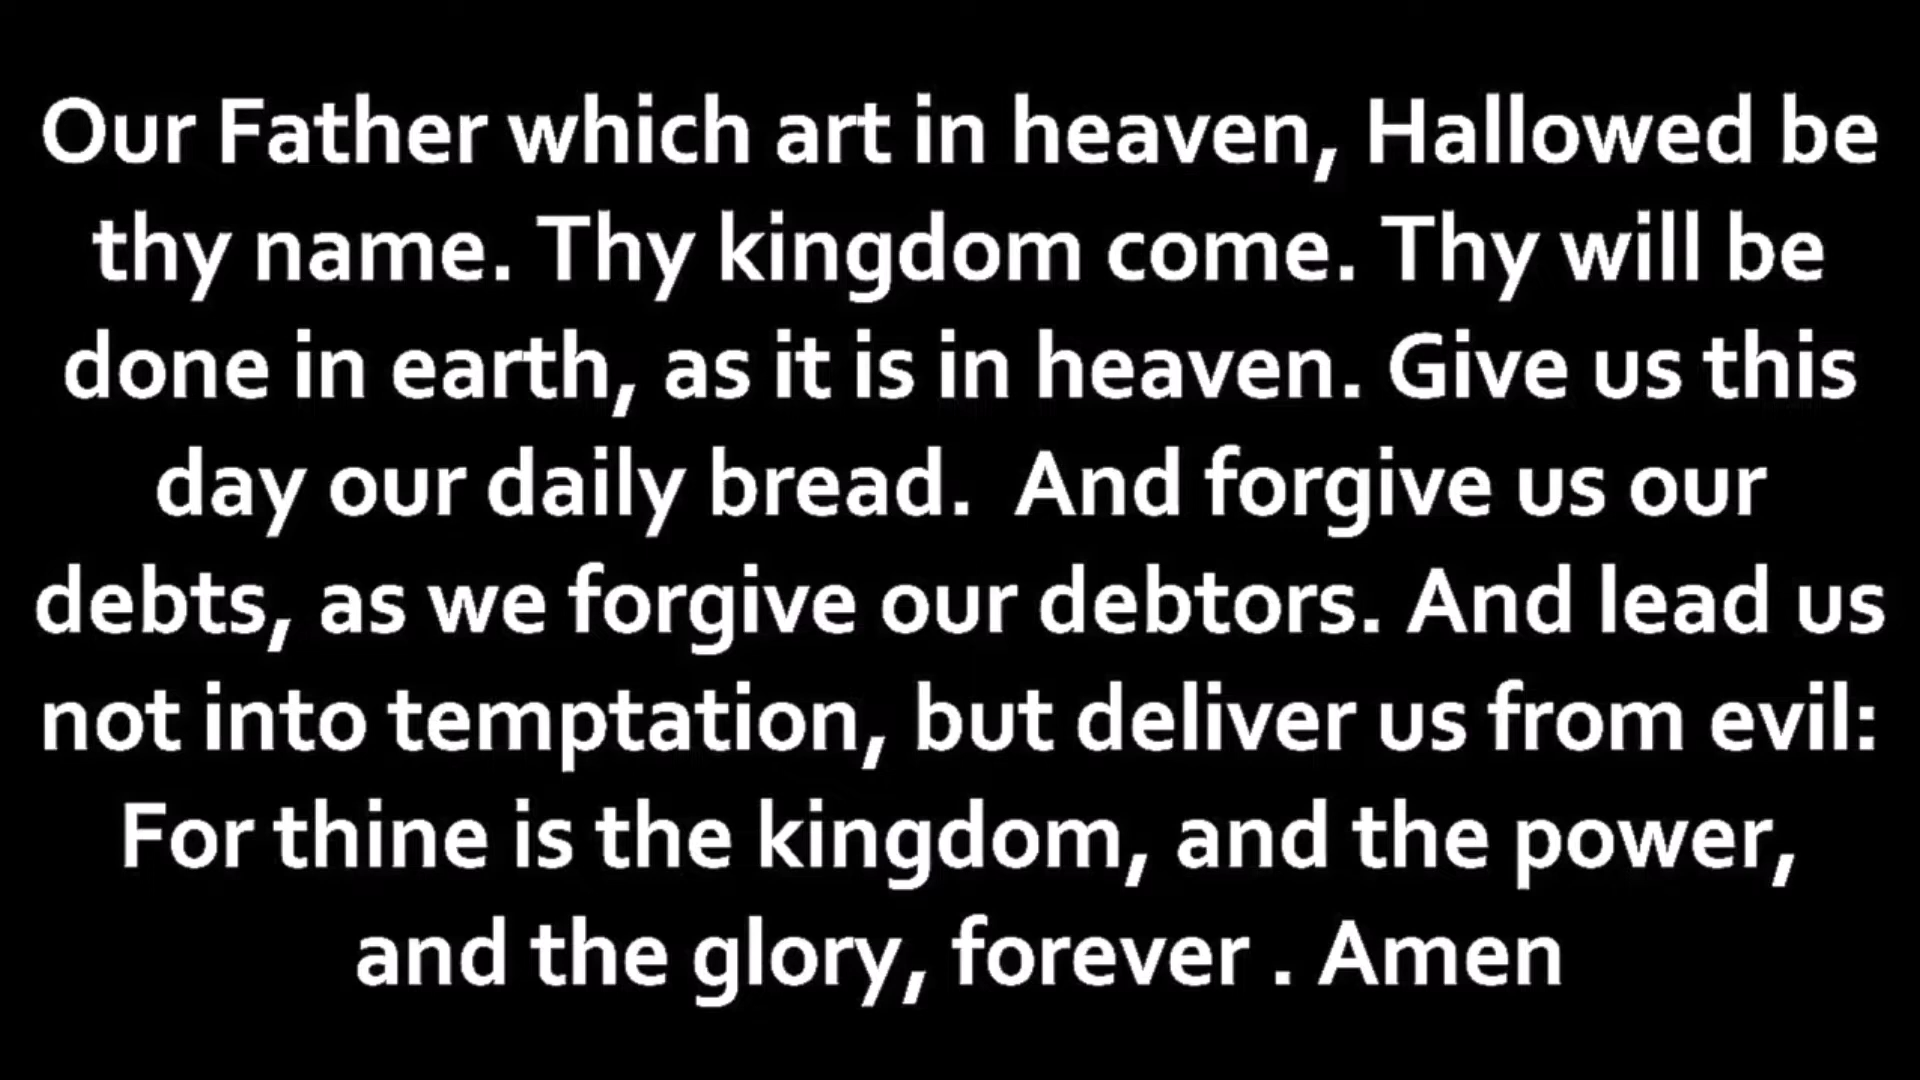 Our Father which art in heaven, Hallowed be
thy name. Thy kingdom come. Thy will be
done in earth, as it is in heaven. Give us this
day our daily bread.  And forgive us our
debts, as we forgive our debtors. And lead us
not into temptation, but deliver us from evil:
For thine is the kingdom, and the power,
and the glory, forever . Amen